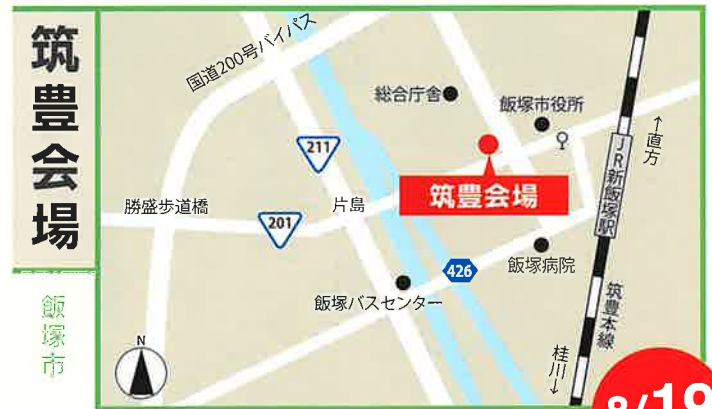 筑豊会場
飯塚市
国道200号バイパス
総合庁舎
飯塚市役所
211
↑直方
JR新飯塚駅
筑豊会場
勝盛歩道橋
片島
201
飯塚病院
426
飯塚バスセンター
筑豊本線
N
桂川↓
8/19